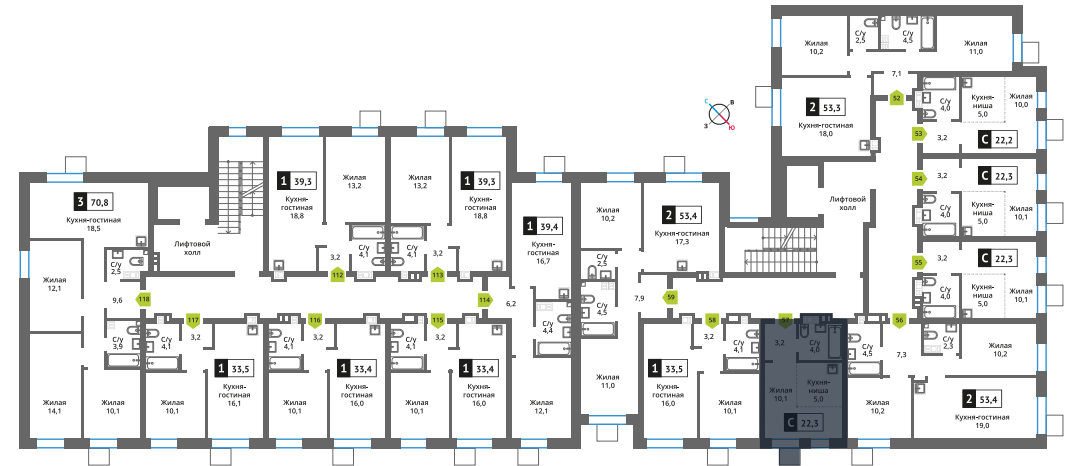 Жилая
10,2
С/у
2,5
С/у
4,5
Жилая
11,0
7,1
52
2 53,3
Кухня-гостиная
18,0
С/у
4,0
Кухня-
ниша
5,0
Жилая
10,0
53
3,2
С 22,2
С
В
З
Ю
54
3,2
С 22,3
С/у
4,0
Кухня-
ниша
5,0
Жилая
10,1
Лифтовой
холл
55
3,2
С 22,3
С/у
4,0
Кухня-
ниша
5,0
Жилая
10,1
3 70,8
Кухня-гостиная
18,5
Лифтовой
холл
1 39,3
Кухня-
гостиная
18,8
Жилая
13,2
Жилая
13,2
1 39,3
Кухня-
гостиная
18,8
1 39,4
Кухня-
гостиная
16,7
Жилая
10,2
2 53,4
Кухня-гостиная
17,3
3,2
С/у
4,1
С/у
4,1
3,2
С/у
2,5
С/у
2,5
Жилая
12,1
112
113
9,6
118
114
6,2
7,9
59
С/у
3,9
117
3,2
С/у
4,1
116
3,2
С/у
4,1
115
3,2
С/у
4,1
С/у
4,4
С/у
4,5
58
3,2
С/у
4,1
57
3,2
С/у
4,0
56
С/у
4,5
7,3
С/у
2,3
Жилая
10,2
Жилая
14,1
Жилая
10,1
Жилая
10,1
1 33,5
Кухня-
гостиная
16,1
Жилая
10,1
1 33,4
Кухня-
гостиная
16,0
Жилая
10,1
1 33,4
Кухня-
гостиная
16,0
Жилая
12,1
Жилая
11,0
1 33,5
Кухня-
гостиная
16,0
Жилая
10,1
Жилая
10,1
Кухня-
ниша
5,0
С 22,3
Жилая
10,2
2 53,4
Кухня-гостиная
19,0